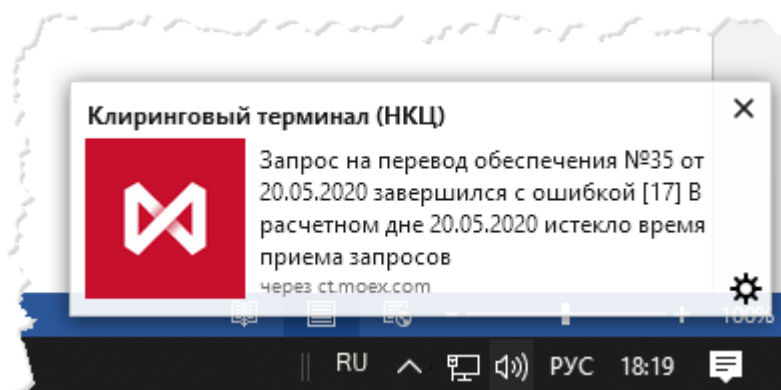 Клиринговый терминал (НКЦ)
Запрос на перевод обеспечения №35 от
20.05.2020 завершился с ошибкой [17] В
расчетном дне 20.05.2020 истекло время
приема запросов
через ct.moex.com
100%
RU РУС 18:19